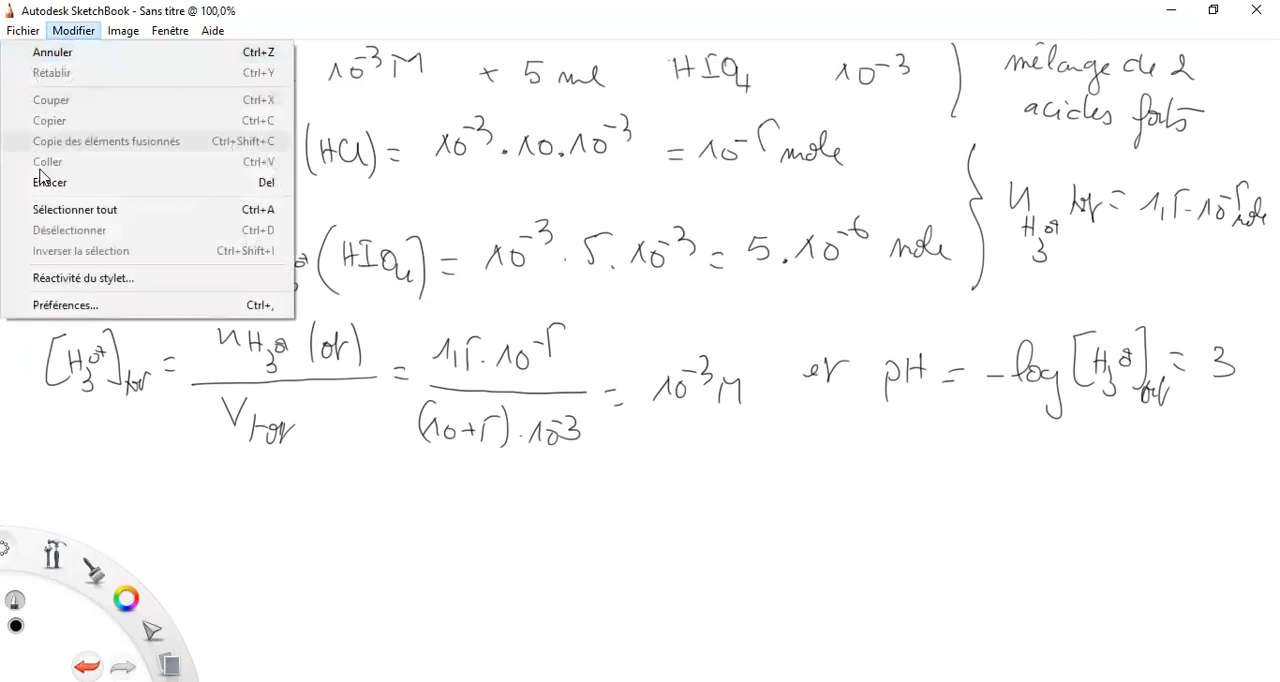 Autodesk SketchBook - Sans titre @ 100,0%
Fichier Modifier Image Fenêtre Aide
Annuler Ctrl+Z
Rétablir Ctrl+Y
Couper Ctrl+X
Copier Ctrl+C
Copie des éléments fusionnés Ctrl+Shift+C
Coller Ctrl+V
Effacer Del
Sélectionner tout Ctrl+A
Désélectionner Ctrl+D
Inverser la sélection Ctrl+Shift+I
Réactivité du stylet...
Préférences... Ctrl+,
10⁻³ M + 5 ml HIO₄ 10⁻³ ) mélange de 2
acides forts
(HCl) = 10⁻³ . 10 . 10⁻³ = 10⁻⁵ mole
(HIO₄) = 10⁻³ . 5 . 10⁻³ = 5 . 10⁻⁶ mole
n H₃O⁺ tot = 1,5 . 10⁻⁵ mole
[H₃O⁺]tot = n H₃O⁺ (tot) / V tot = 1,5 . 10⁻⁵ / (10+5) . 10⁻³ = 10⁻³ M et pH = -log [H₃O⁺]tot = 3